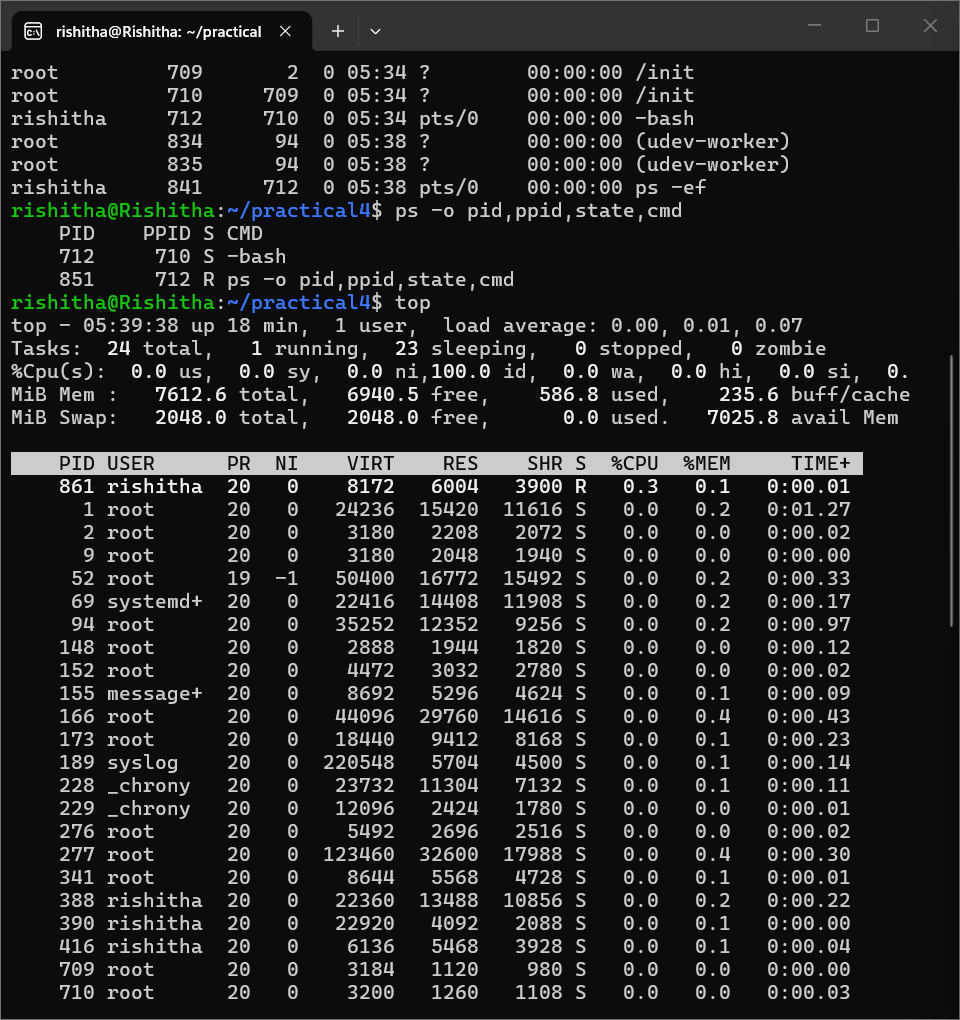 rishitha@Rishitha: ~/practical
root         709       2  0 05:34 ?        00:00:00 /init
root         710     709  0 05:34 ?        00:00:00 /init
rishitha     712     710  0 05:34 pts/0    00:00:00 -bash
root         834      94  0 05:38 ?        00:00:00 (udev-worker)
root         835      94  0 05:38 ?        00:00:00 (udev-worker)
rishitha     841     712  0 05:38 pts/0    00:00:00 ps -ef
rishitha@Rishitha:~/practical4$ ps -o pid,ppid,state,cmd
    PID    PPID S CMD
    712     710 S -bash
    851     712 R ps -o pid,ppid,state,cmd
rishitha@Rishitha:~/practical4$ top
top - 05:39:38 up 18 min,  1 user,  load average: 0.00, 0.01, 0.07
Tasks:  24 total,   1 running,  23 sleeping,   0 stopped,   0 zombie
%Cpu(s):  0.0 us,  0.0 sy,  0.0 ni,100.0 id,  0.0 wa,  0.0 hi,  0.0 si,  0.
MiB Mem :   7612.6 total,   6940.5 free,    586.8 used,    235.6 buff/cache
MiB Swap:   2048.0 total,   2048.0 free,      0.0 used.   7025.8 avail Mem
    PID USER      PR  NI    VIRT    RES    SHR S  %CPU  %MEM     TIME+
    861 rishitha  20   0    8172   6004   3900 R   0.3   0.1   0:00.01
      1 root      20   0   24236  15420  11616 S   0.0   0.2   0:01.27
      2 root      20   0    3180   2208   2072 S   0.0   0.0   0:00.02
      9 root      20   0    3180   2048   1940 S   0.0   0.0   0:00.00
     52 root      19  -1   50400  16772  15492 S   0.0   0.2   0:00.33
     69 systemd+  20   0   22416  14408  11908 S   0.0   0.2   0:00.17
     94 root      20   0   35252  12352   9256 S   0.0   0.2   0:00.97
    148 root      20   0    2888   1944   1820 S   0.0   0.0   0:00.12
    152 root      20   0    4472   3032   2780 S   0.0   0.0   0:00.02
    155 message+  20   0    8692   5296   4624 S   0.0   0.1   0:00.09
    166 root      20   0   44096  29760  14616 S   0.0   0.4   0:00.43
    173 root      20   0   18440   9412   8168 S   0.0   0.1   0:00.23
    189 syslog    20   0  220548   5704   4500 S   0.0   0.1   0:00.14
    228 _chrony   20   0   23732  11304   7132 S   0.0   0.1   0:00.11
    229 _chrony   20   0   12096   2424   1780 S   0.0   0.0   0:00.01
    276 root      20   0    5492   2696   2516 S   0.0   0.0   0:00.02
    277 root      20   0  123460  32600  17988 S   0.0   0.4   0:00.30
    341 root      20   0    8644   5568   4728 S   0.0   0.1   0:00.01
    388 rishitha  20   0   22360  13488  10856 S   0.0   0.2   0:00.22
    390 rishitha  20   0   22920   4092   2088 S   0.0   0.1   0:00.00
    416 rishitha  20   0    6136   5468   3928 S   0.0   0.1   0:00.04
    709 root      20   0    3184   1120    980 S   0.0   0.0   0:00.00
    710 root      20   0    3200   1260   1108 S   0.0   0.0   0:00.03